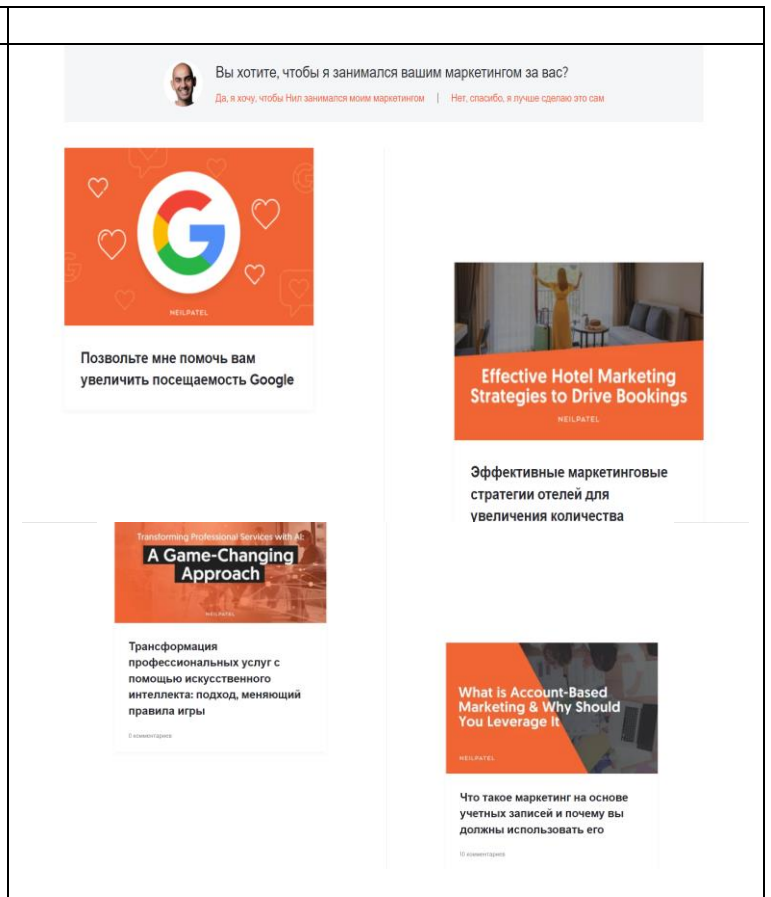 Вы хотите, чтобы я занимался вашим маркетингом за вас?
Да, я хочу, чтобы Нил занимался моим маркетингом | Нет, спасибо, я лучше сделаю это сам
NEILPATEL
Позвольте мне помочь вам
увеличить посещаемость Google
Effective Hotel Marketing
Strategies to Drive Bookings
NEILPATEL
Эффективные маркетинговые
стратегии отелей для
увеличения количества
Transforming Professional Services with AI:
A Game-Changing
Approach
NEILPATEL
Трансформация
профессиональных услуг с
помощью искусственного
интеллекта: подход, меняющий
правила игры
0 комментариев
What is Account-Based
Marketing & Why Should
You Leverage It
NEILPATEL
Что такое маркетинг на основе
учетных записей и почему вы
должны использовать его
10 комментариев